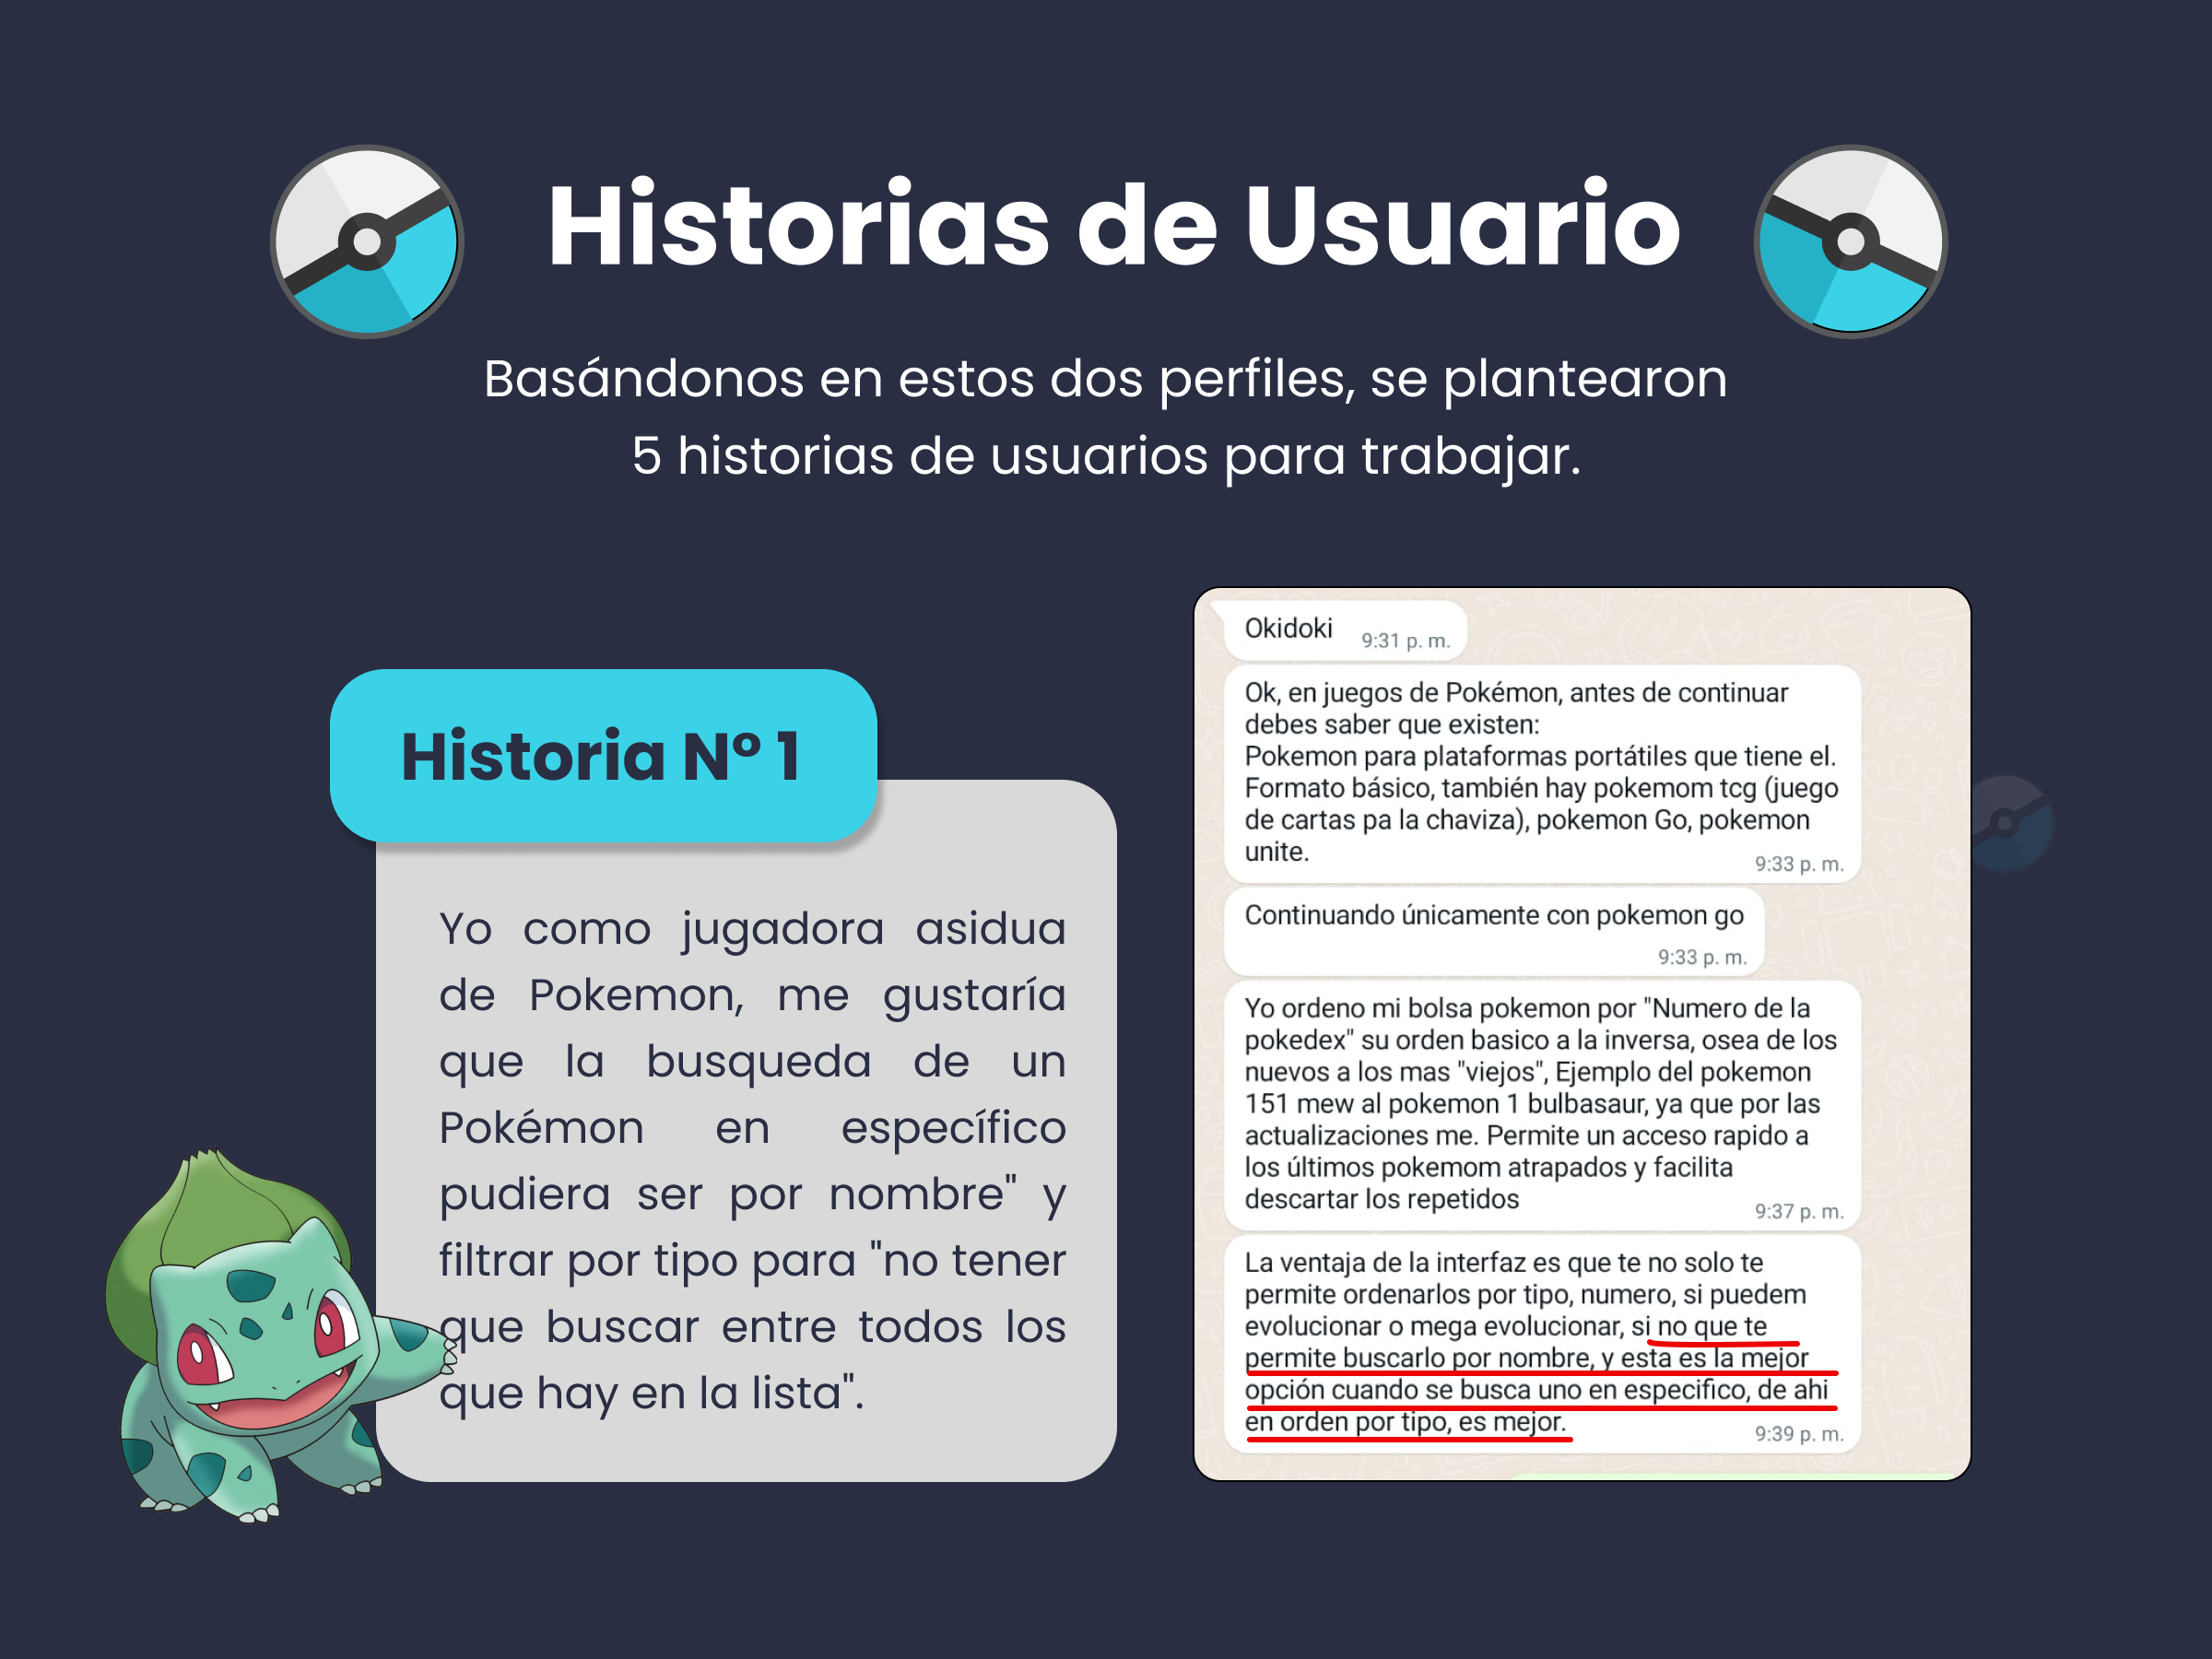 Historias de Usuario
Basándonos en estos dos perfiles, se plantearon
5 historias de usuarios para trabajar.
Historia Nº 1
Yo como jugadora asidua
de Pokemon, me gustaría
que la busqueda de un
Pokémon en específico
pudiera ser por nombre" y
filtrar por tipo para "no tener
que buscar entre todos los
que hay en la lista".
Okidoki
9:31 p. m.
Ok, en juegos de Pokémon, antes de continuar
debes saber que existen:
Pokemon para plataformas portátiles que tiene el.
Formato básico, también hay pokemom tcg (juego
de cartas pa la chaviza), pokemon Go, pokemon
unite.
9:33 p. m.
Continuando únicamente con pokemon go
9:33 p. m.
Yo ordeno mi bolsa pokemon por "Numero de la
pokedex" su orden basico a la inversa, osea de los
nuevos a los mas "viejos", Ejemplo del pokemon
151 mew al pokemon 1 bulbasaur, ya que por las
actualizaciones me. Permite un acceso rapido a
los últimos pokemom atrapados y facilita
descartar los repetidos
9:37 p. m.
La ventaja de la interfaz es que te no solo te
permite ordenarlos por tipo, numero, si puedem
evolucionar o mega evolucionar, si no que te
permite buscarlo por nombre, y esta es la mejor
opción cuando se busca uno en especifico, de ahi
en orden por tipo, es mejor.
9:39 p. m.